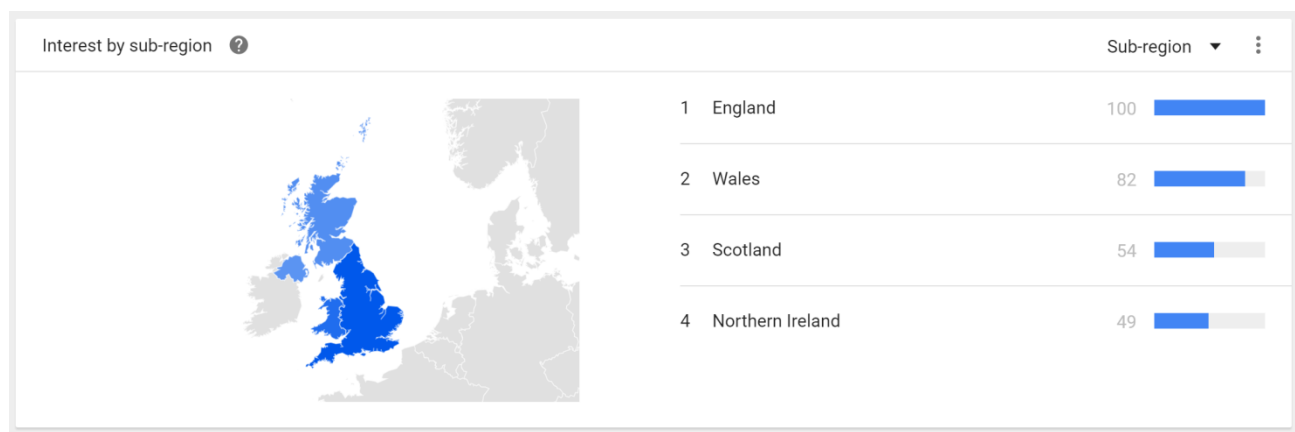 Interest by sub-region ?
Sub-region
1 England 100
2 Wales 82
3 Scotland 54
4 Northern Ireland 49